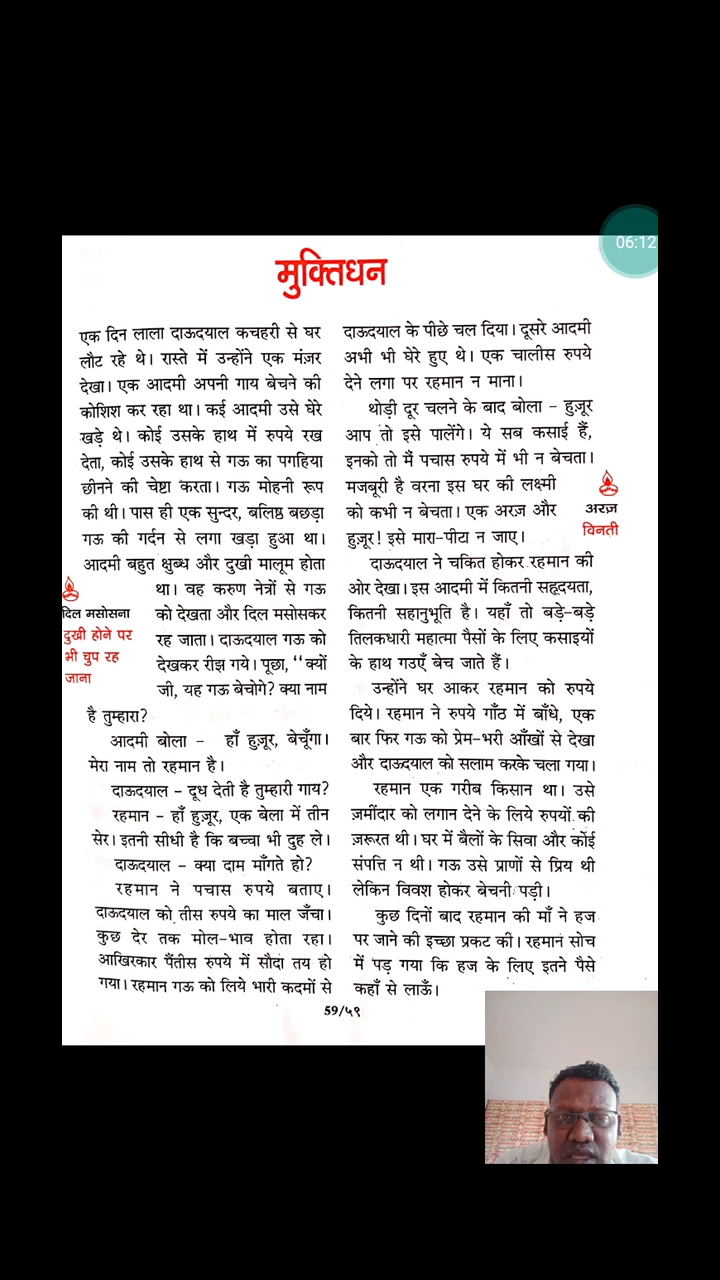 06:12
मुक्तिधन
एक दिन लाला दाऊदयाल कचहरी से घर
लौट रहे थे। रास्ते में उन्होंने एक मंज़र
देखा। एक आदमी अपनी गाय बेचने की
कोशिश कर रहा था। कई आदमी उसे घेरे
खड़े थे। कोई उसके हाथ में रुपये रख
देता, कोई उसके हाथ से गऊ का पगहिया
छीनने की चेष्टा करता। गऊ मोहनी रूप
की थी। पास ही एक सुन्दर, बलिष्ठ बछड़ा
गऊ की गर्दन से लगा खड़ा हुआ था।
आदमी बहुत क्षुब्ध और दुखी मालूम होता
था। वह करुण नेत्रों से गऊ
को देखता और दिल मसोसकर
रह जाता। दाऊदयाल गऊ को
देखकर रीझ गये। पूछा, ‘‘क्यों
जी, यह गऊ बेचोगे? क्या नाम
है तुम्हारा?
दिल मसोसना
दुखी होने पर
भी चुप रह
जाना
आदमी बोला – हाँ हुज़ूर, बेचूँगा।
मेरा नाम तो रहमान है।
दाऊदयाल – दूध देती है तुम्हारी गाय?
रहमान – हाँ हुज़ूर, एक बेला में तीन
सेर। इतनी सीधी है कि बच्चा भी दुह ले।
दाऊदयाल – क्या दाम माँगते हो?
रहमान ने पचास रुपये बताए।
दाऊदयाल को तीस रुपये का माल जँचा।
कुछ देर तक मोल-भाव होता रहा।
आखिरकार पैंतीस रुपये में सौदा तय हो
गया। रहमान गऊ को लिये भारी कदमों से
दाऊदयाल के पीछे चल दिया। दूसरे आदमी
अभी भी घेरे हुए थे। एक चालीस रुपये
देने लगा पर रहमान न माना।
थोड़ी दूर चलने के बाद बोला – हुज़ूर
आप तो इसे पालेंगे। ये सब कसाई हैं,
इनको तो मैं पचास रुपये में भी न बेचता।
मजबूरी है वरना इस घर की लक्ष्मी
को कभी न बेचता। एक अरज़ और
हुज़ूर! इसे मारा-पीटा न जाए।
अरज़
विनती
दाऊदयाल ने चकित होकर रहमान की
ओर देखा। इस आदमी में कितनी सहृदयता,
कितनी सहानुभूति है। यहाँ तो बड़े-बड़े
तिलकधारी महात्मा पैसों के लिए कसाइयों
के हाथ गउएँ बेच जाते हैं।
उन्होंने घर आकर रहमान को रुपये
दिये। रहमान ने रुपये गाँठ में बाँधे, एक
बार फिर गऊ को प्रेम-भरी आँखों से देखा
और दाऊदयाल को सलाम करके चला गया।
रहमान एक गरीब किसान था। उसे
ज़मींदार को लगान देने के लिये रुपयों की
ज़रूरत थी। घर में बैलों के सिवा और कोई
संपत्ति न थी। गऊ उसे प्राणों से प्रिय थी
लेकिन विवश होकर बेचनी पड़ी।
कुछ दिनों बाद रहमान की माँ ने हज
पर जाने की इच्छा प्रकट की। रहमान सोच
में पड़ गया कि हज के लिए इतने पैसे
कहाँ से लाऊँ।
59/५९